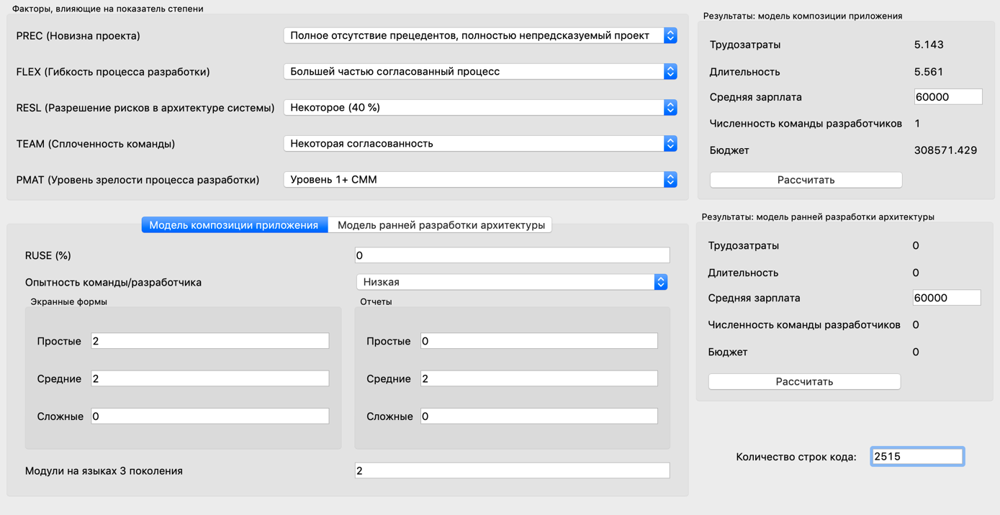 Факторы, влияющие на показатель степени
PREC (Новизна проекта)
Полное отсутствие прецедентов, полностью непредсказуемый проект
FLEX (Гибкость процесса разработки)
Большей частью согласованный процесс
RESL (Разрешение рисков в архитектуре системы)
Некоторое (40 %)
TEAM (Сплоченность команды)
Некоторая согласованность
PMAT (Уровень зрелости процесса разработки)
Уровень 1+ СММ
Результаты: модель композиции приложения
Трудозатраты 5.143
Длительность 5.561
Средняя зарплата 60000
Численность команды разработчиков 1
Бюджет 308571.429
Рассчитать
Модель композиции приложения
Модель ранней разработки архитектуры
RUSE (%) 0
Опытность команды/разработчика Низкая
Экранные формы
Простые 2
Средние 2
Сложные 0
Отчеты
Простые 0
Средние 2
Сложные 0
Модули на языках 3 поколения 2
Результаты: модель ранней разработки архитектуры
Трудозатраты 0
Длительность 0
Средняя зарплата 60000
Численность команды разработчиков 0
Бюджет 0
Рассчитать
Количество строк кода: 2515